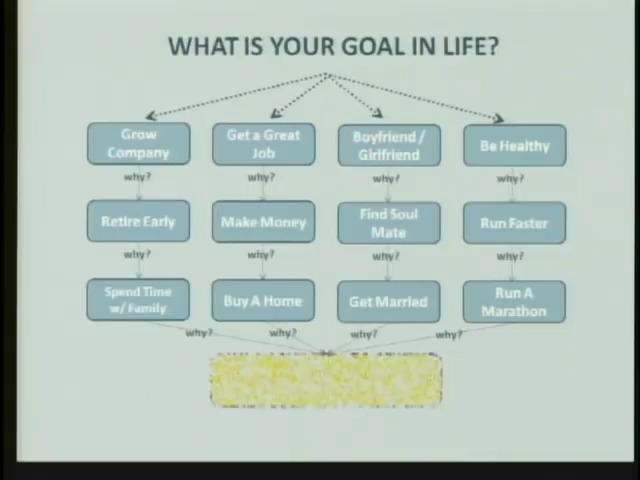 WHAT IS YOUR GOAL IN LIFE?
Grow
Company
Get a Great
Job
Boyfriend /
Girlfriend
Be Healthy
why?
why?
why?
why?
Retire Early
Make Money
Find Soul
Mate
Run Faster
why?
why?
why?
why?
Spend Time
w/ Family
Buy A Home
Get Married
Run A
Marathon
why?
why?
why?
why?